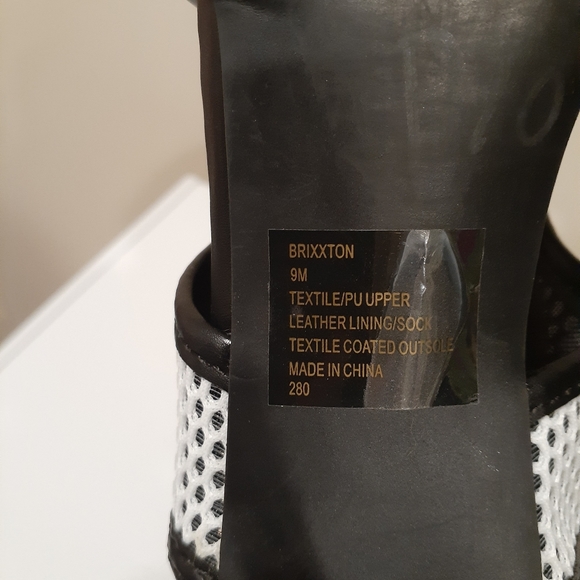 BRIXXTON
9M
TEXTILE/PU UPPER
LEATHER LINING/SOCK
TEXTILE COATED OUTSOLE
MADE IN CHINA
280